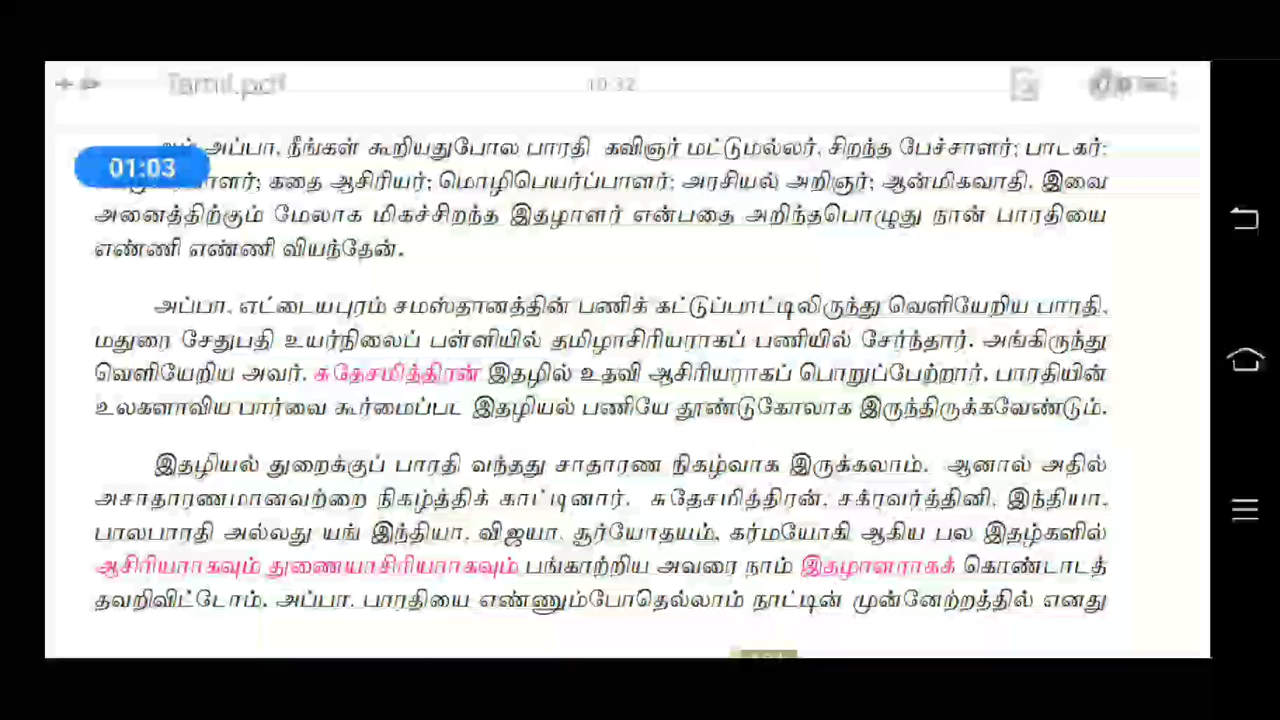 Tamil.pdf
10:32
01:03
ஆம் அப்பா, நீங்கள் கூறியதுபோல பாரதி கவிஞர் மட்டுமல்லர், சிறந்த பேச்சாளர்; பாடகர்;
கதை ஆசிரியர்; மொழிபெயர்ப்பாளர்; அரசியல் அறிஞர்; ஆன்மிகவாதி. இவை
அனைத்திற்கும் மேலாக மிகச்சிறந்த இதழாளர் என்பதை அறிந்தபொழுது நான் பாரதியை
எண்ணி எண்ணி வியந்தேன்.
அப்பா, எட்டையபுரம் சமஸ்தானத்தின் பணிக் கட்டுப்பாட்டிலிருந்து வெளியேறிய பாரதி,
மதுரை சேதுபதி உயர்நிலைப் பள்ளியில் தமிழாசிரியராகப் பணியில் சேர்ந்தார். அங்கிருந்து
வெளியேறிய அவர், சுதேசமித்திரன் இதழில் உதவி ஆசிரியராகப் பொறுப்பேற்றார். பாரதியின்
உலகளாவிய பார்வை கூர்மைப்பட இதழியல் பணியே தூண்டுகோலாக இருந்திருக்கவேண்டும்.
இதழியல் துறைக்குப் பாரதி வந்தது சாதாரண நிகழ்வாக இருக்கலாம். ஆனால் அதில்
அசாதாரணமானவற்றை நிகழ்த்திக் காட்டினார். சுதேசமித்திரன், சக்ரவர்த்தினி, இந்தியா,
பாலபாரதி அல்லது யங் இந்தியா, விஜயா, சூர்யோதயம், கர்மயோகி ஆகிய பல இதழ்களில்
ஆசிரியராகவும் துணையாசிரியராகவும் பங்காற்றிய அவரை நாம் இதழாளராகக் கொண்டாடத்
தவறிவிட்டோம். அப்பா, பாரதியை எண்ணும்போதெல்லாம் நாட்டின் முன்னேற்றத்தில் எனது